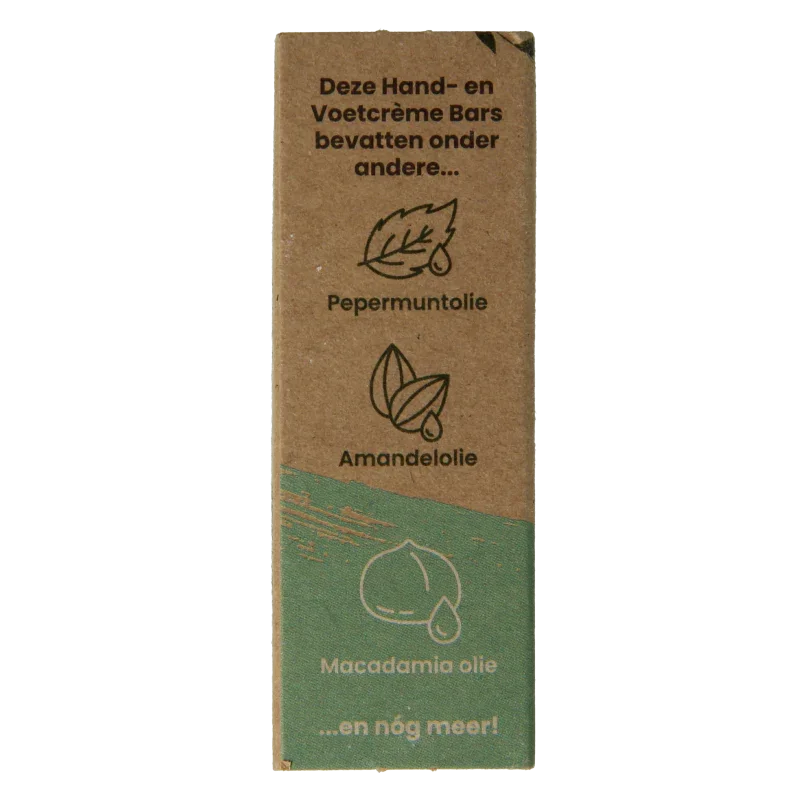 Deze Hand- en
Voetcrème Bars
bevatten onder
andere...
Pepermuntolie
Amandelolie
Macadamia olie
...en nóg meer!